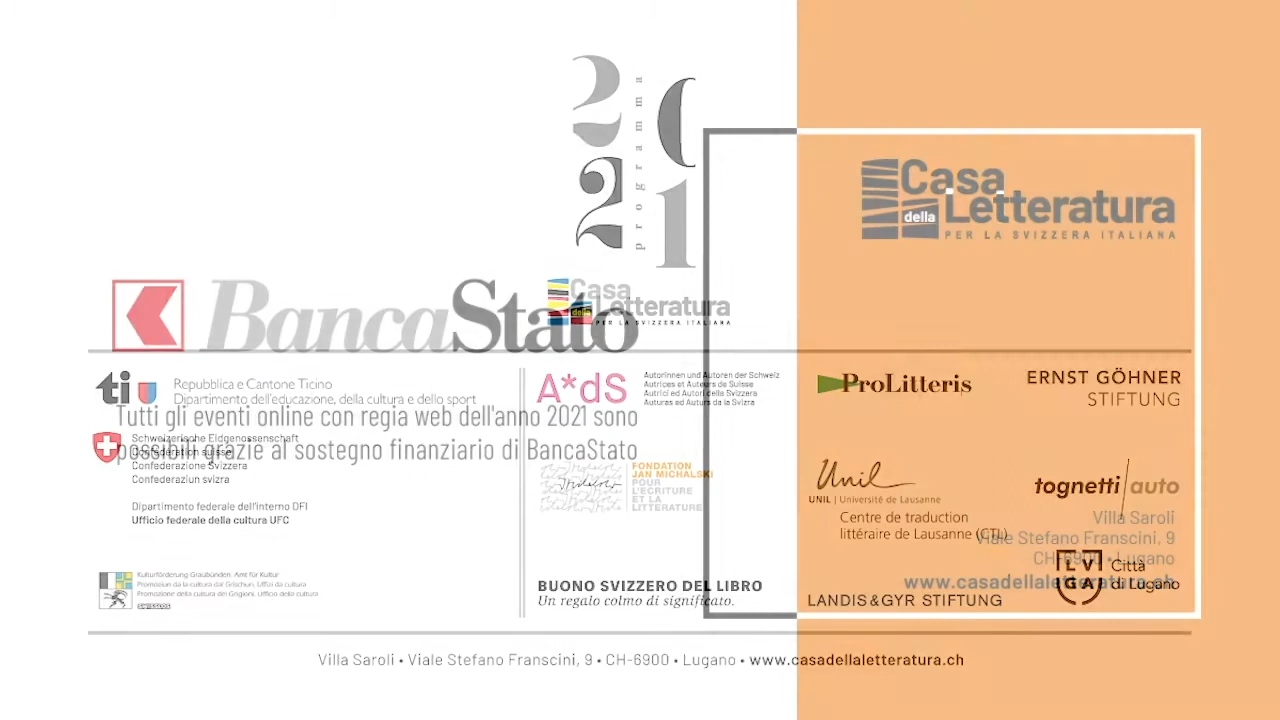 2021
programma
Casa
della Letteratura
PER LA SVIZZERA ITALIANA
BancaStato
Casa
della Letteratura
PER LA SVIZZERA ITALIANA
ti
Repubblica e Cantone Ticino
Dipartimento dell'educazione, della cultura e dello sport
Tutti gli eventi online con regia web dell'anno 2021 sono
possibili grazie al sostegno finanziario di BancaStato
Schweizerische Eidgenossenschaft
Confédération suisse
Confederazione Svizzera
Confederaziun svizra
Dipartimento federale dell'interno DFI
Ufficio federale della cultura UFC
Kulturförderung Graubünden. Amt für Kultur
Promoziun da la cultura dal Grischun. Uffizi da cultura
Promozione della cultura dei Grigioni. Ufficio della cultura
SWISSLOS
A*dS
Autorinnen und Autoren der Schweiz
Autrices et Auteurs de Suisse
Autrici ed Autori della Svizzera
Auturas ed Auturs da la Svizra
FONDATION
JAN MICHALSKI
POUR
L'ECRITURE
ET LA
LITTERATURE
BUONO SVIZZERO DEL LIBRO
Un regalo colmo di significato.
ProLitteris
ERNST GÖHNER
STIFTUNG
Unil
UNIL | Université de Lausanne
Centre de traduction
littéraire de Lausanne (CTL)
tognetti auto
Villa Saroli
Viale Stefano Franscini, 9
CH-6900 • Lugano
www.casadellaletteratura.ch
LANDIS&GYR STIFTUNG
LVGA
Città
di Lugano
Villa Saroli • Viale Stefano Franscini, 9 • CH-6900 • Lugano • www.casadellaletteratura.ch